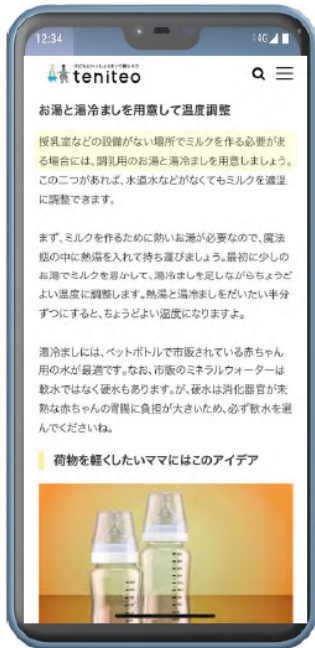 12:34
4G
子どもといっしょにおでかけしよう
teniteo
お湯と湯冷ましを用意して温度調整
授乳室などの設備がない場所でミルクを作る必要があ
る場合には、調乳用のお湯と湯冷ましを用意しましょう。
この二つがあれば、水道水などがなくてもミルクを適温
に調整できます。
まず、ミルクを作るために熱いお湯が必要なので、魔法
瓶の中に熱湯を入れて持ち運びましょう。最初に少しの
お湯でミルクを溶かして、湯冷ましを足しながらちょうど
よい温度に調整します。熱湯と湯冷ましをだいたい半分
ずつにすると、ちょうどよい温度になりますよ。
湯冷ましには、ペットボトルで市販されている赤ちゃん
用の水が最適です。なお、市販のミネラルウォーターは
軟水ではなく硬水もあります。が、硬水は消化器官が未
熟な赤ちゃんの胃腸に負担が大きいため、必ず軟水を選
んでくださいね。
荷物を軽くしたいママにはこのアイデア